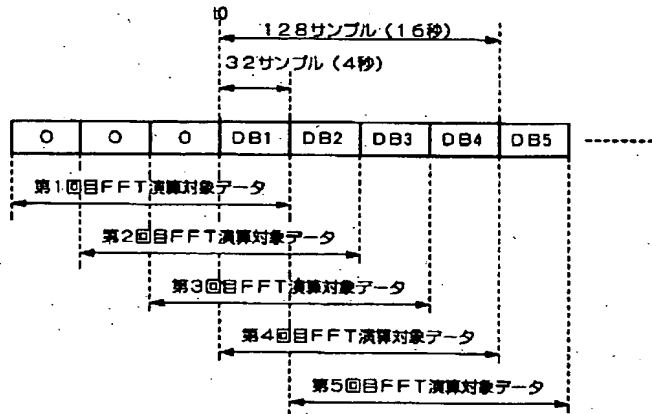 t0
128サンプル（16秒）
32サンプル（4秒）
0 0 0 DB1 DB2 DB3 DB4 DB5
第1回目FFT演算対象データ
第2回目FFT演算対象データ
第3回目FFT演算対象データ
第4回目FFT演算対象データ
第5回目FFT演算対象データ